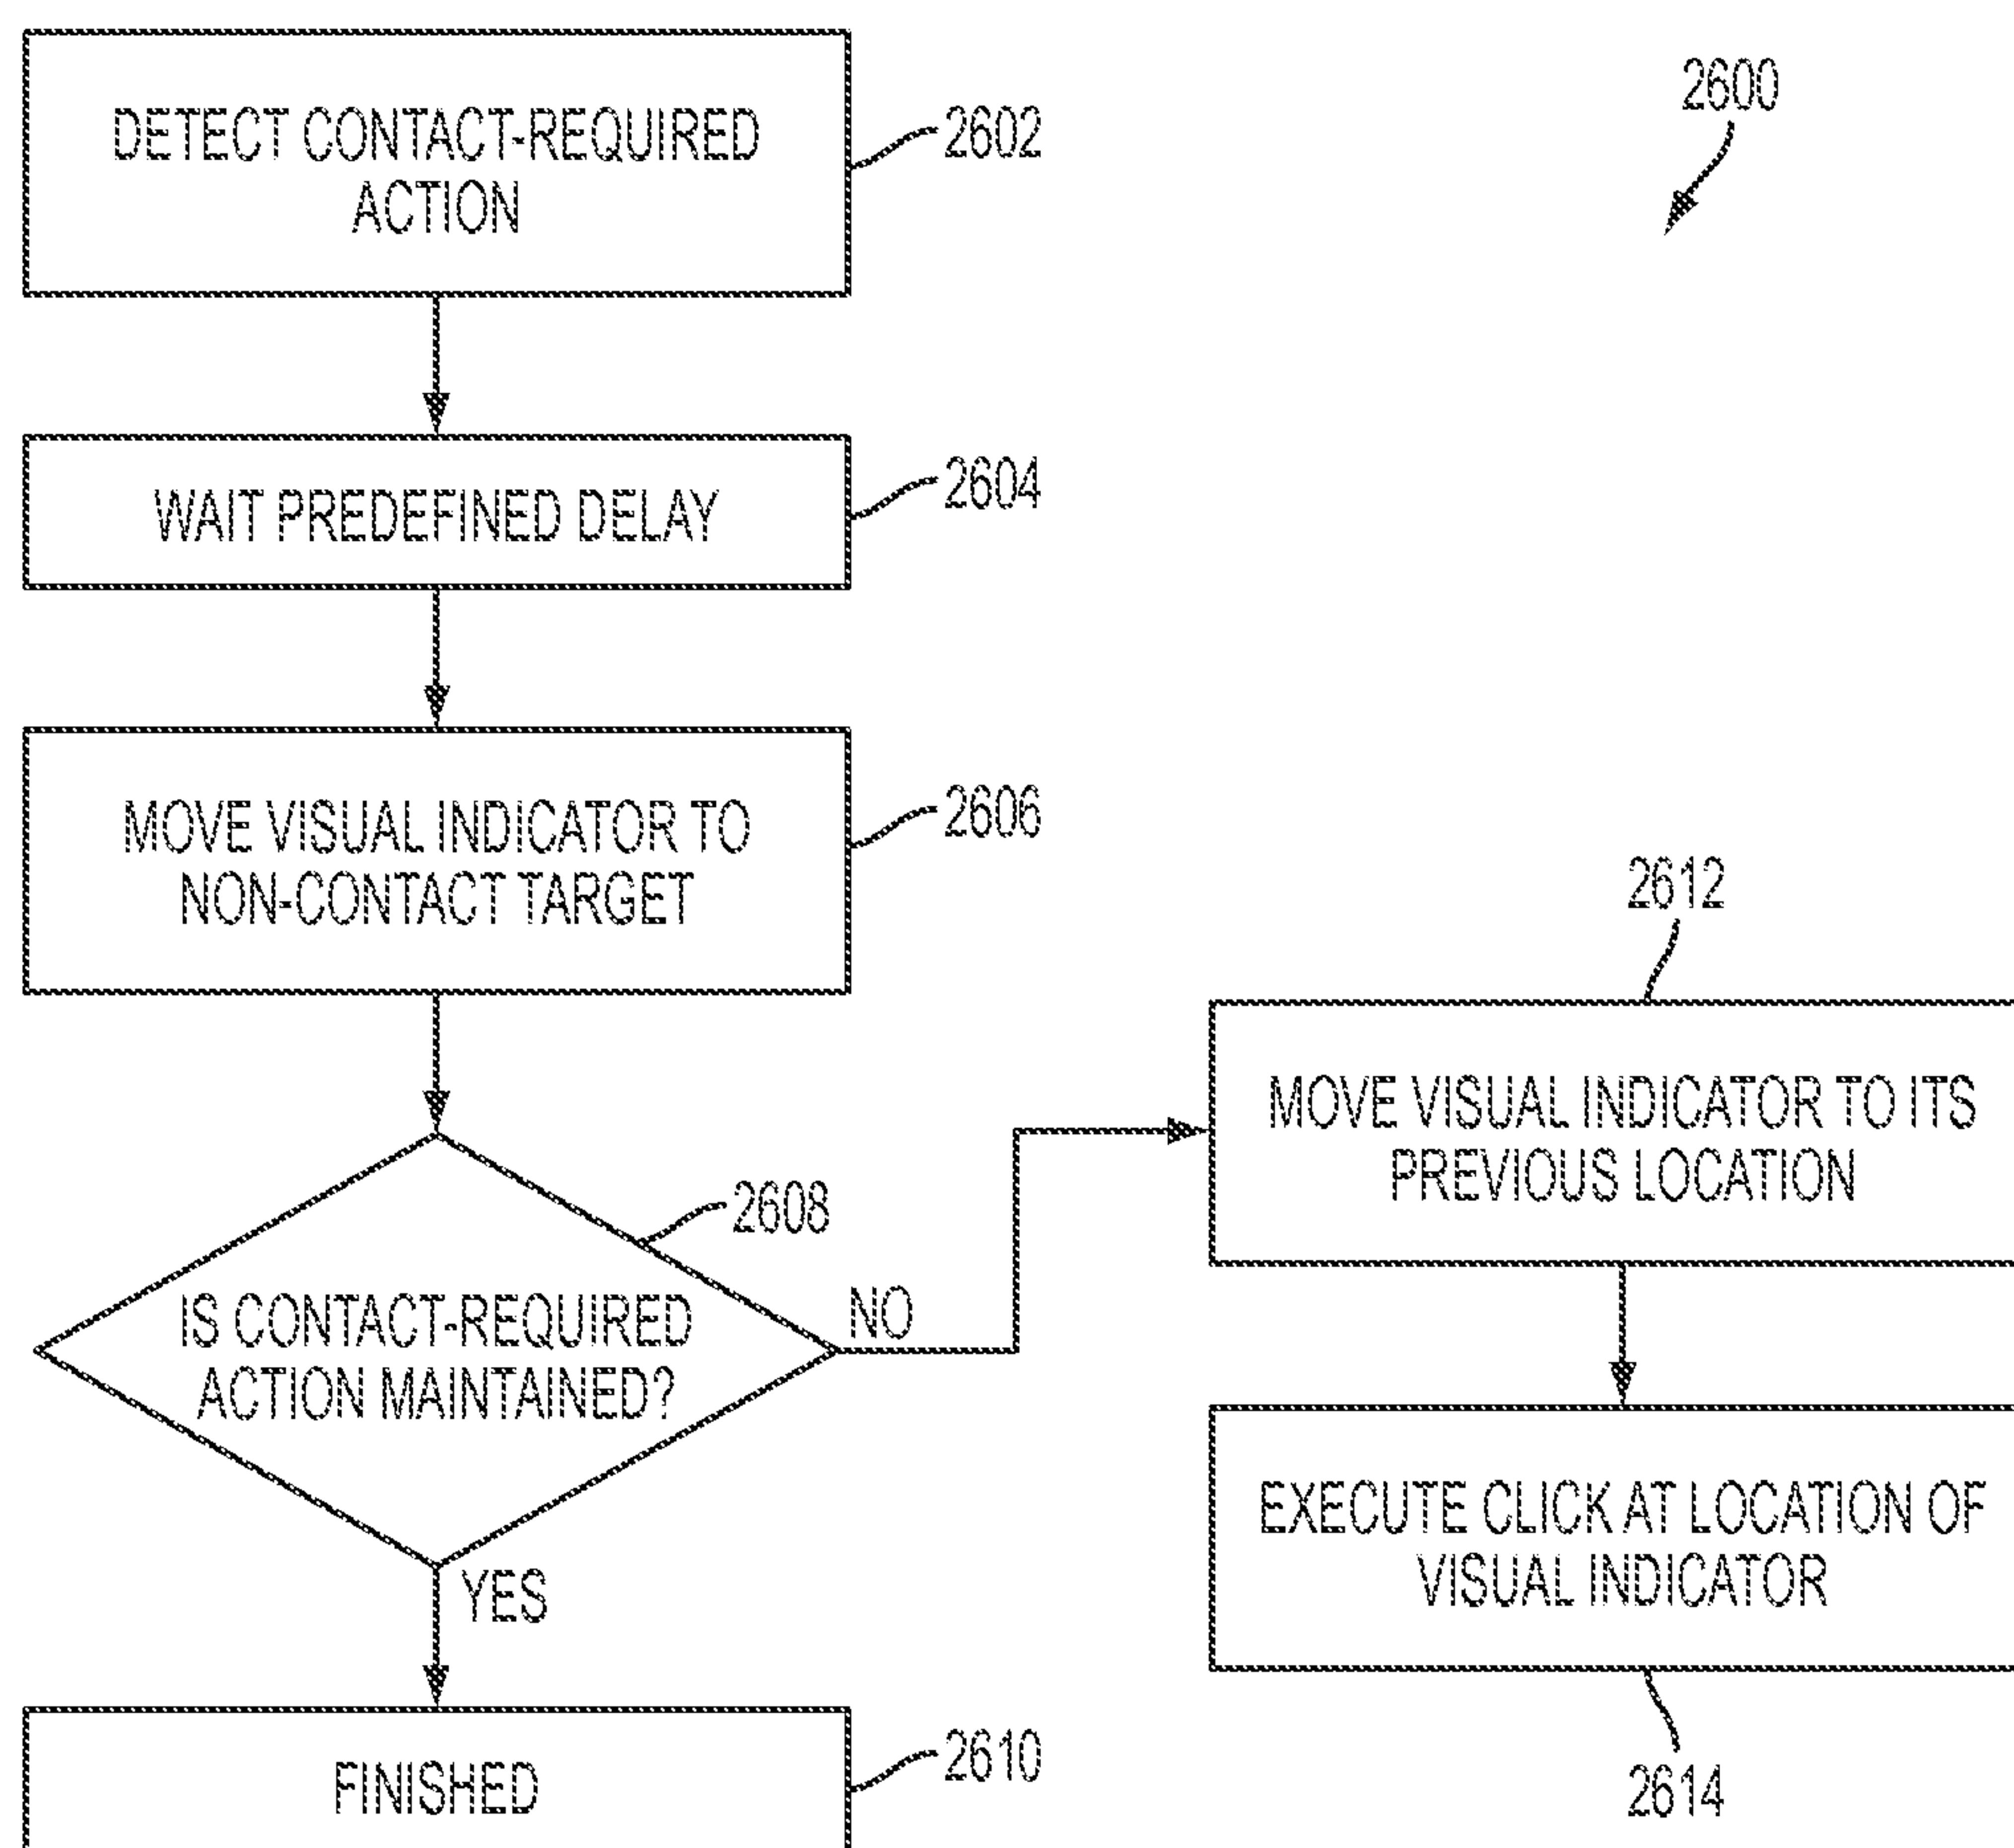 2600
DETECT CONTACT-REQUIRED
ACTION
2602
WAIT PREDEFINED DELAY
2604
MOVE VISUAL INDICATOR TO
NON-CONTACT TARGET
2606
IS CONTACT-REQUIRED
ACTION MAINTAINED?
2608
NO
YES
FINISHED
2610
2612
MOVE VISUAL INDICATOR TO ITS
PREVIOUS LOCATION
EXECUTE CLICK AT LOCATION OF
VISUAL INDICATOR
2614